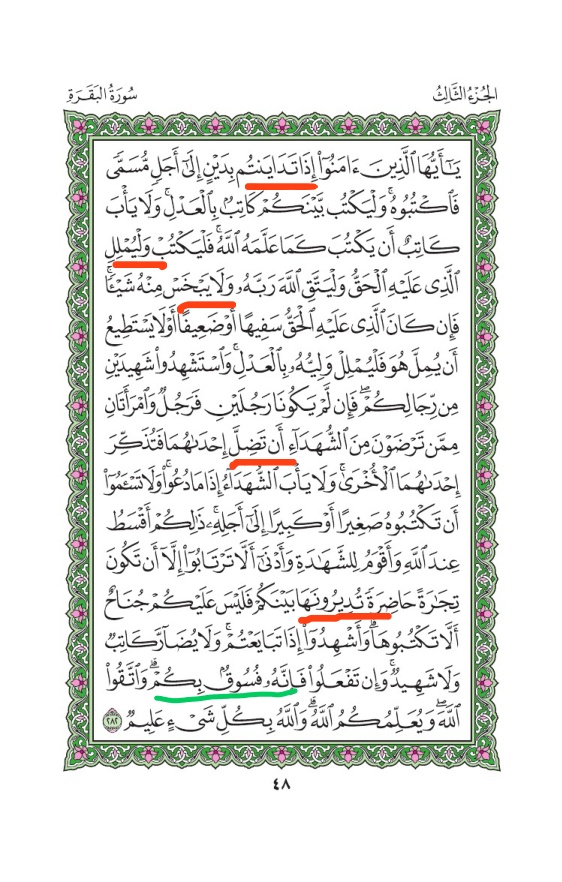 الجُزْءُ الثَّالِثُ
سُورَةُ البَقَرَةِ
يَٰٓأَيُّهَا ٱلَّذِينَ ءَامَنُوٓا۟ إِذَا تَدَايَنتُم بِدَيْنٍ إِلَىٰٓ أَجَلٍ مُّسَمًّى
فَٱكْتُبُوهُ ۚ وَلْيَكْتُب بَّيْنَكُمْ كَاتِبٌۢ بِٱلْعَدْلِ ۚ وَلَا يَأْبَ
كَاتِبٌ أَن يَكْتُبَ كَمَا عَلَّمَهُ ٱللَّهُ ۚ فَلْيَكْتُبْ وَلْيُمْلِلِ
ٱلَّذِى عَلَيْهِ ٱلْحَقُّ وَلْيَتَّقِ ٱللَّهَ رَبَّهُۥ وَلَا يَبْخَسْ مِنْهُ شَيْـًٔا ۚ
فَإِن كَانَ ٱلَّذِى عَلَيْهِ ٱلْحَقُّ سَفِيهًا أَوْ ضَعِيفًا أَوْ لَا يَسْتَطِيعُ
أَن يُمِلَّ هُوَ فَلْيُمْلِلْ وَلِيُّهُۥ بِٱلْعَدْلِ ۚ وَٱسْتَشْهِدُوا۟ شَهِيدَيْنِ
مِن رِّجَالِكُمْ ۖ فَإِن لَّمْ يَكُونَا رَجُلَيْنِ فَرَجُلٌ وَٱمْرَأَتَانِ
مِمَّن تَرْضَوْنَ مِنَ ٱلشُّهَدَآءِ أَن تَضِلَّ إِحْدَىٰهُمَا فَتُذَكِّرَ
إِحْدَىٰهُمَا ٱلْأُخْرَىٰ ۚ وَلَا يَأْبَ ٱلشُّهَدَآءُ إِذَا مَا دُعُوا۟ ۚ وَلَا تَسْـَٔمُوٓا۟
أَن تَكْتُبُوهُ صَغِيرًا أَوْ كَبِيرًا إِلَىٰٓ أَجَلِهِۦ ۚ ذَٰلِكُمْ أَقْسَطُ
عِندَ ٱللَّهِ وَأَقْوَمُ لِلشَّهَٰدَةِ وَأَدْنَىٰٓ أَلَّا تَرْتَابُوٓا۟ ۖ إِلَّآ أَن تَكُونَ
تِجَٰرَةً حَاضِرَةً تُدِيرُونَهَا بَيْنَكُمْ فَلَيْسَ عَلَيْكُمْ جُنَاحٌ
أَلَّا تَكْتُبُوهَا ۗ وَأَشْهِدُوٓا۟ إِذَا تَبَايَعْتُمْ ۚ وَلَا يُضَآرَّ كَاتِبٌ
وَلَا شَهِيدٌ ۚ وَإِن تَفْعَلُوا۟ فَإِنَّهُۥ فُسُوقٌۢ بِكُمْ ۗ وَٱتَّقُوا۟
ٱللَّهَ ۖ وَيُعَلِّمُكُمُ ٱللَّهُ ۗ وَٱللَّهُ بِكُلِّ شَىْءٍ عَلِيمٌ ٢٨٢
٤٨